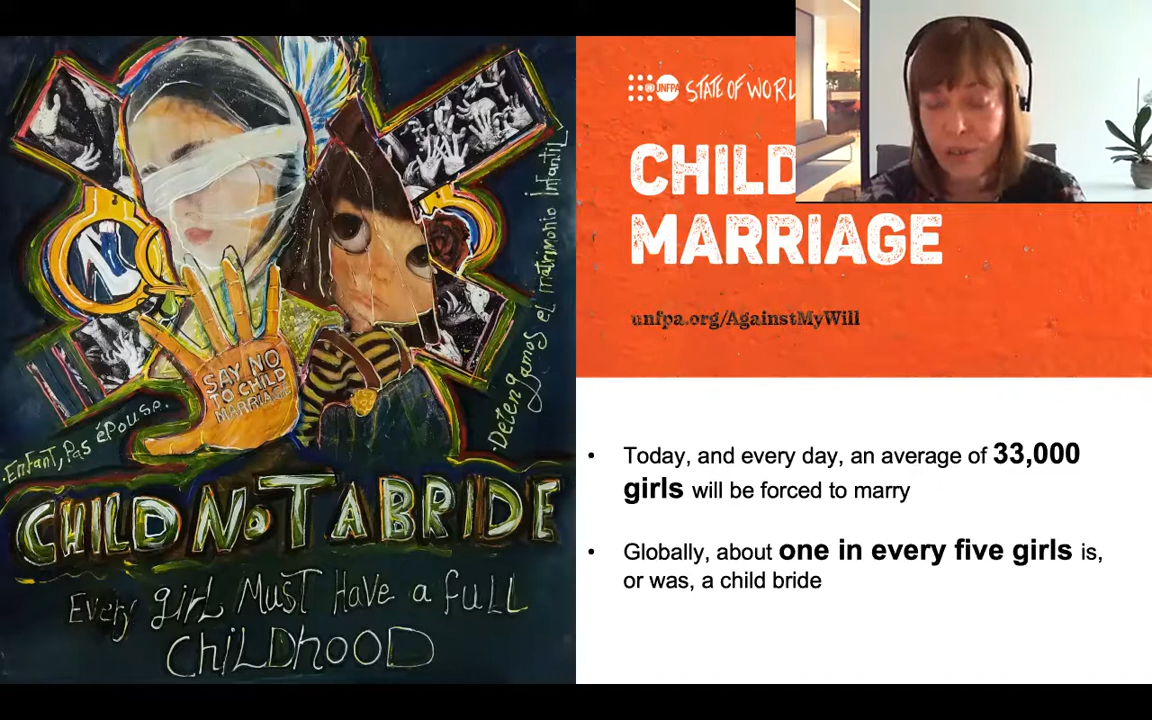 SAY NO
TO CHILD
MARRIAGE
Enfant, Pas épouse.
Detengamos el matrimonio Infantil
CHILD NOT A BRIDE
Every girl Must Have a full
CHiLDhOOD
UNFPA STATE OF WORL
CHILD
MARRIAGE
unfpa.org/AgainstMyWill
• Today, and every day, an average of 33,000
girls will be forced to marry
• Globally, about one in every five girls is,
or was, a child bride